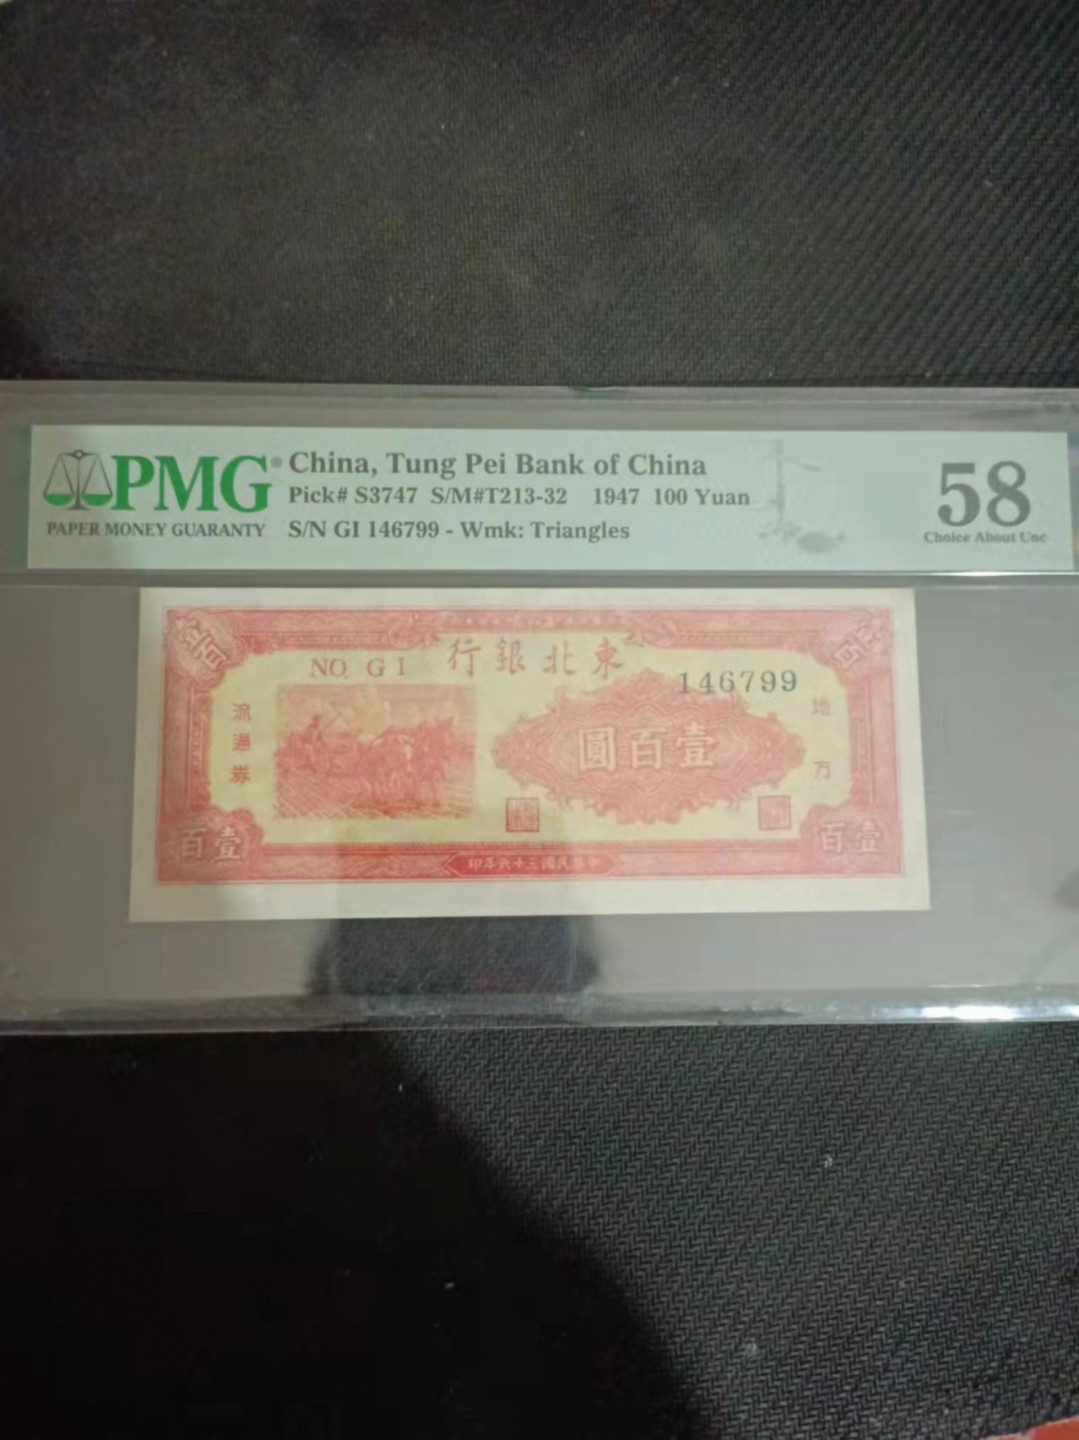 PMG®
PAPER MONEY GUARANTY
China, Tung Pei Bank of China
Pick# S3747 S/M#T213-32 1947 100 Yuan
S/N GI 146799 - Wmk: Triangles
58
Choice About Unc
行銀北東
NO. GI
146799
流通券
圓百壹
地方
百壹
百壹
印年六十三國民華中